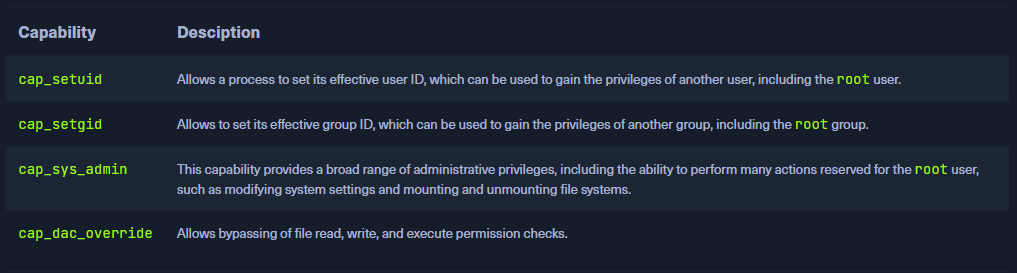 Capability Desciption
cap_setuid Allows a process to set its effective user ID, which can be used to gain the privileges of another user, including the root user.
cap_setgid Allows to set its effective group ID, which can be used to gain the privileges of another group, including the root group.
cap_sys_admin This capability provides a broad range of administrative privileges, including the ability to perform many actions reserved for the root user,
such as modifying system settings and mounting and unmounting file systems.
cap_dac_override Allows bypassing of file read, write, and execute permission checks.